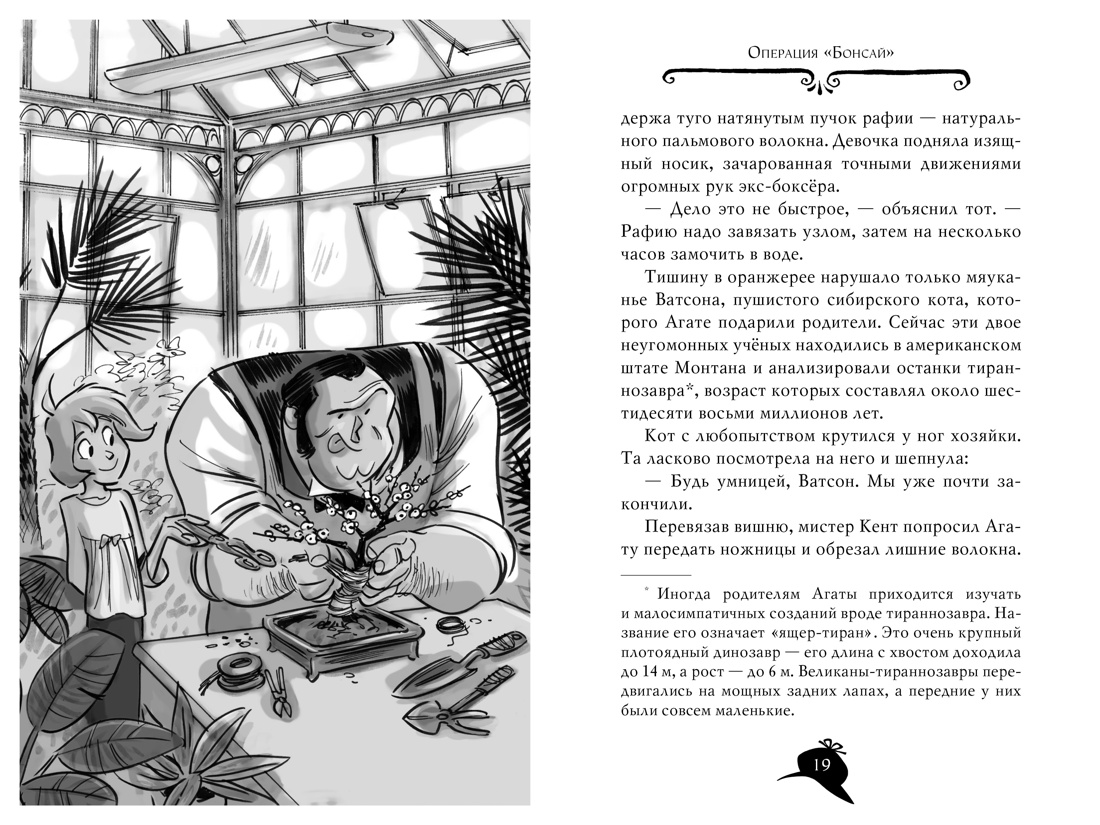 Операция «Бонсай»
держа туго натянутым пучок рафии — натураль-
ного пальмового волокна. Девочка подняла изящ-
ный носик, зачарованная точными движениями
огромных рук экс-боксёра.
— Дело это не быстрое, — объяснил тот. —
Рафию надо завязать узлом, затем на несколько
часов замочить в воде.
Тишину в оранжерее нарушало только мяука-
нье Ватсона, пушистого сибирского кота, кото-
рого Агате подарили родители. Сейчас эти двое
неугомонных учёных находились в американском
штате Монтана и анализировали останки тиран-
нозавра*, возраст которых составлял около шес-
тидесяти восьми миллионов лет.
Кот с любопытством крутился у ног хозяйки.
Та ласково посмотрела на него и шепнула:
— Будь умницей, Ватсон. Мы уже почти за-
кончили.
Перевязав вишню, мистер Кент попросил Ага-
ту передать ножницы и обрезал лишние волокна.
* Иногда родителям Агаты приходится изучать
и малосимпатичных созданий вроде тираннозавра. На-
звание его означает «ящер-тиран». Это очень крупный
плотоядный динозавр — его длина с хвостом доходила
до 14 м, а рост — до 6 м. Великаны-тираннозавры пере-
двигались на мощных задних лапах, а передние у них
были совсем маленькие.
19